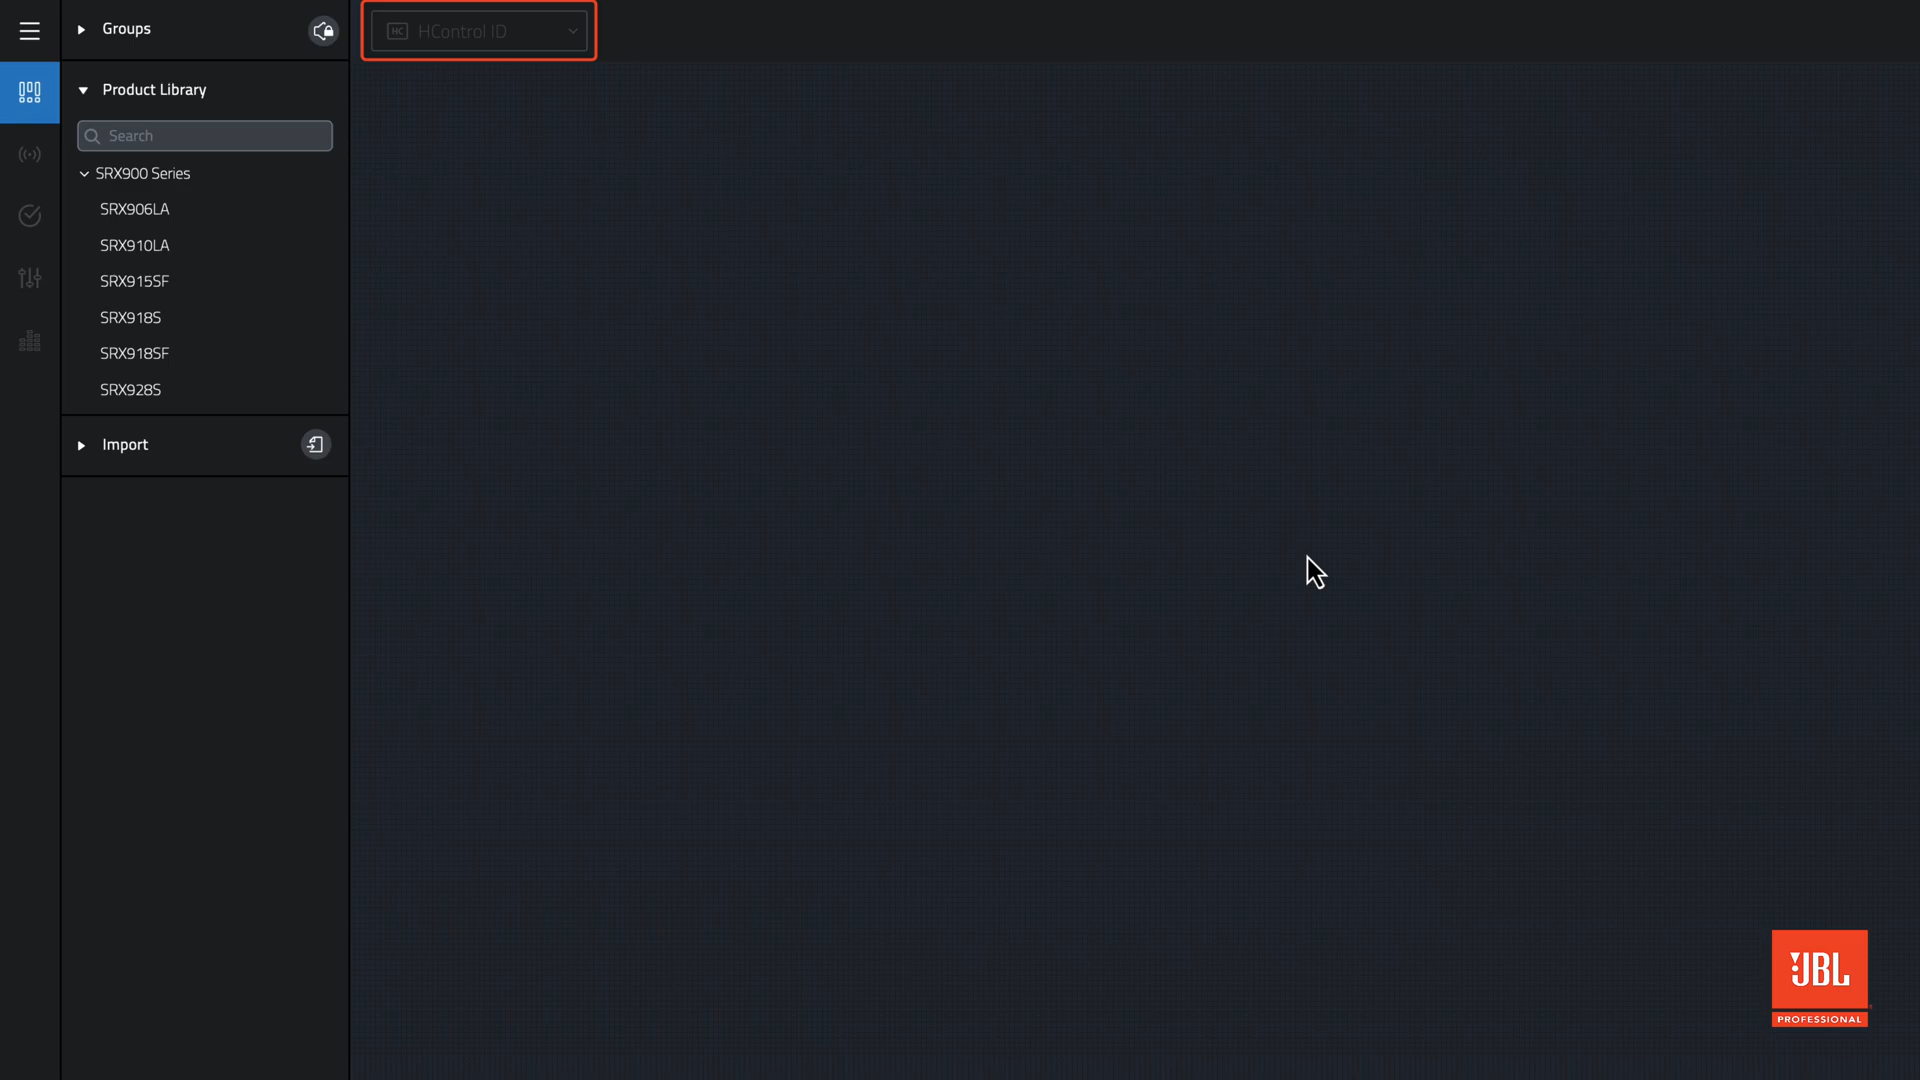 Groups
HC HControl ID
Product Library
Search
SRX900 Series
SRX906LA
SRX910LA
SRX915SF
SRX918S
SRX918SF
SRX928S
Import
JBL
PROFESSIONAL